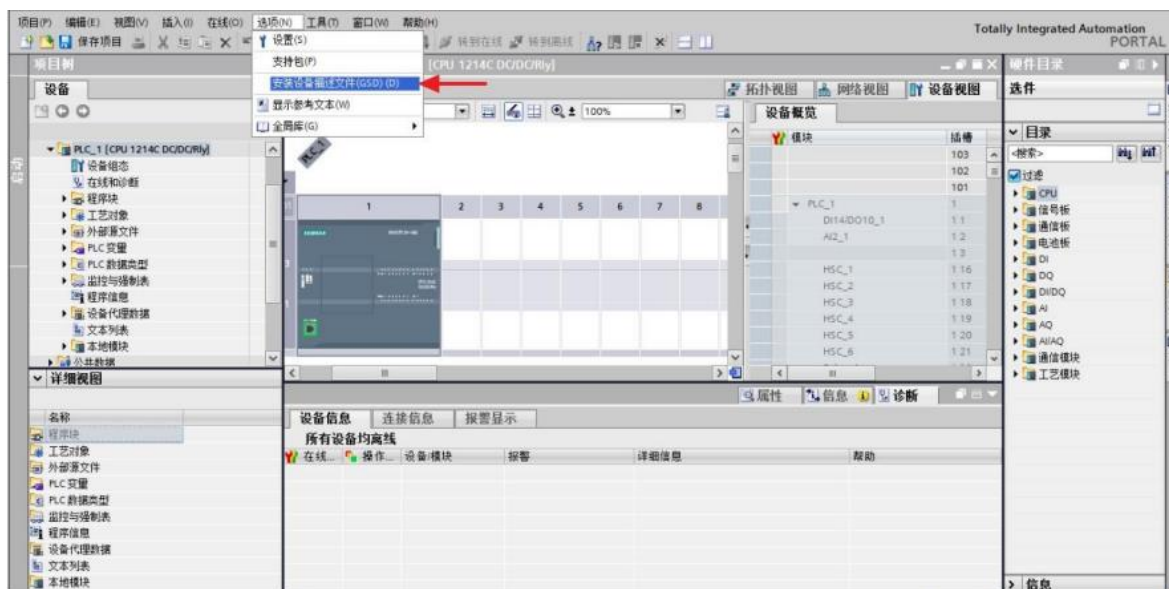 项目(P) 编辑(E) 视图(V) 插入(I) 在线(O) 选项(N) 工具(T) 窗口(W) 帮助(H)
Totally Integrated Automation
PORTAL
保存项目
转到在线
转到离线
设置(S)
支持包(P)
安装设备描述文件(GSD) (D)
显示参考文本(W)
全局库(G)
项目树
[CPU 1214C DC/DC/Rly]
硬件目录
设备
拓扑视图
网络视图
设备视图
选件
100%
设备概览
模块
插槽
103
102
101
PLC_1
1
DI14/DO10_1
1 1
AI2_1
1 2
1 3
HSC_1
1 16
HSC_2
1 17
HSC_3
1 18
HSC_4
1 19
HSC_5
1 20
HSC_6
1 21
目录
<搜索>
过滤
CPU
信号板
通信板
电池板
DI
DQ
DI/DQ
AI
AQ
AI/AQ
通信模块
工艺模块
PLC_1 [CPU 1214C DC/DC/Rly]
设备组态
在线和诊断
程序块
工艺对象
外部源文件
PLC 变量
PLC 数据类型
监控与强制表
程序信息
设备代理数据
文本列表
本地模块
公共数据
PLC_1
1 2 3 4 5 6 7 8
SIEMENS
详细视图
名称
程序块
工艺对象
外部源文件
PLC 变量
PLC 数据类型
监控与强制表
程序信息
设备代理数据
文本列表
本地模块
属性
信息
诊断
设备信息
连接信息
报警显示
所有设备均离线
在线...
操作...
设备/模块
报警
详细信息
帮助
信息